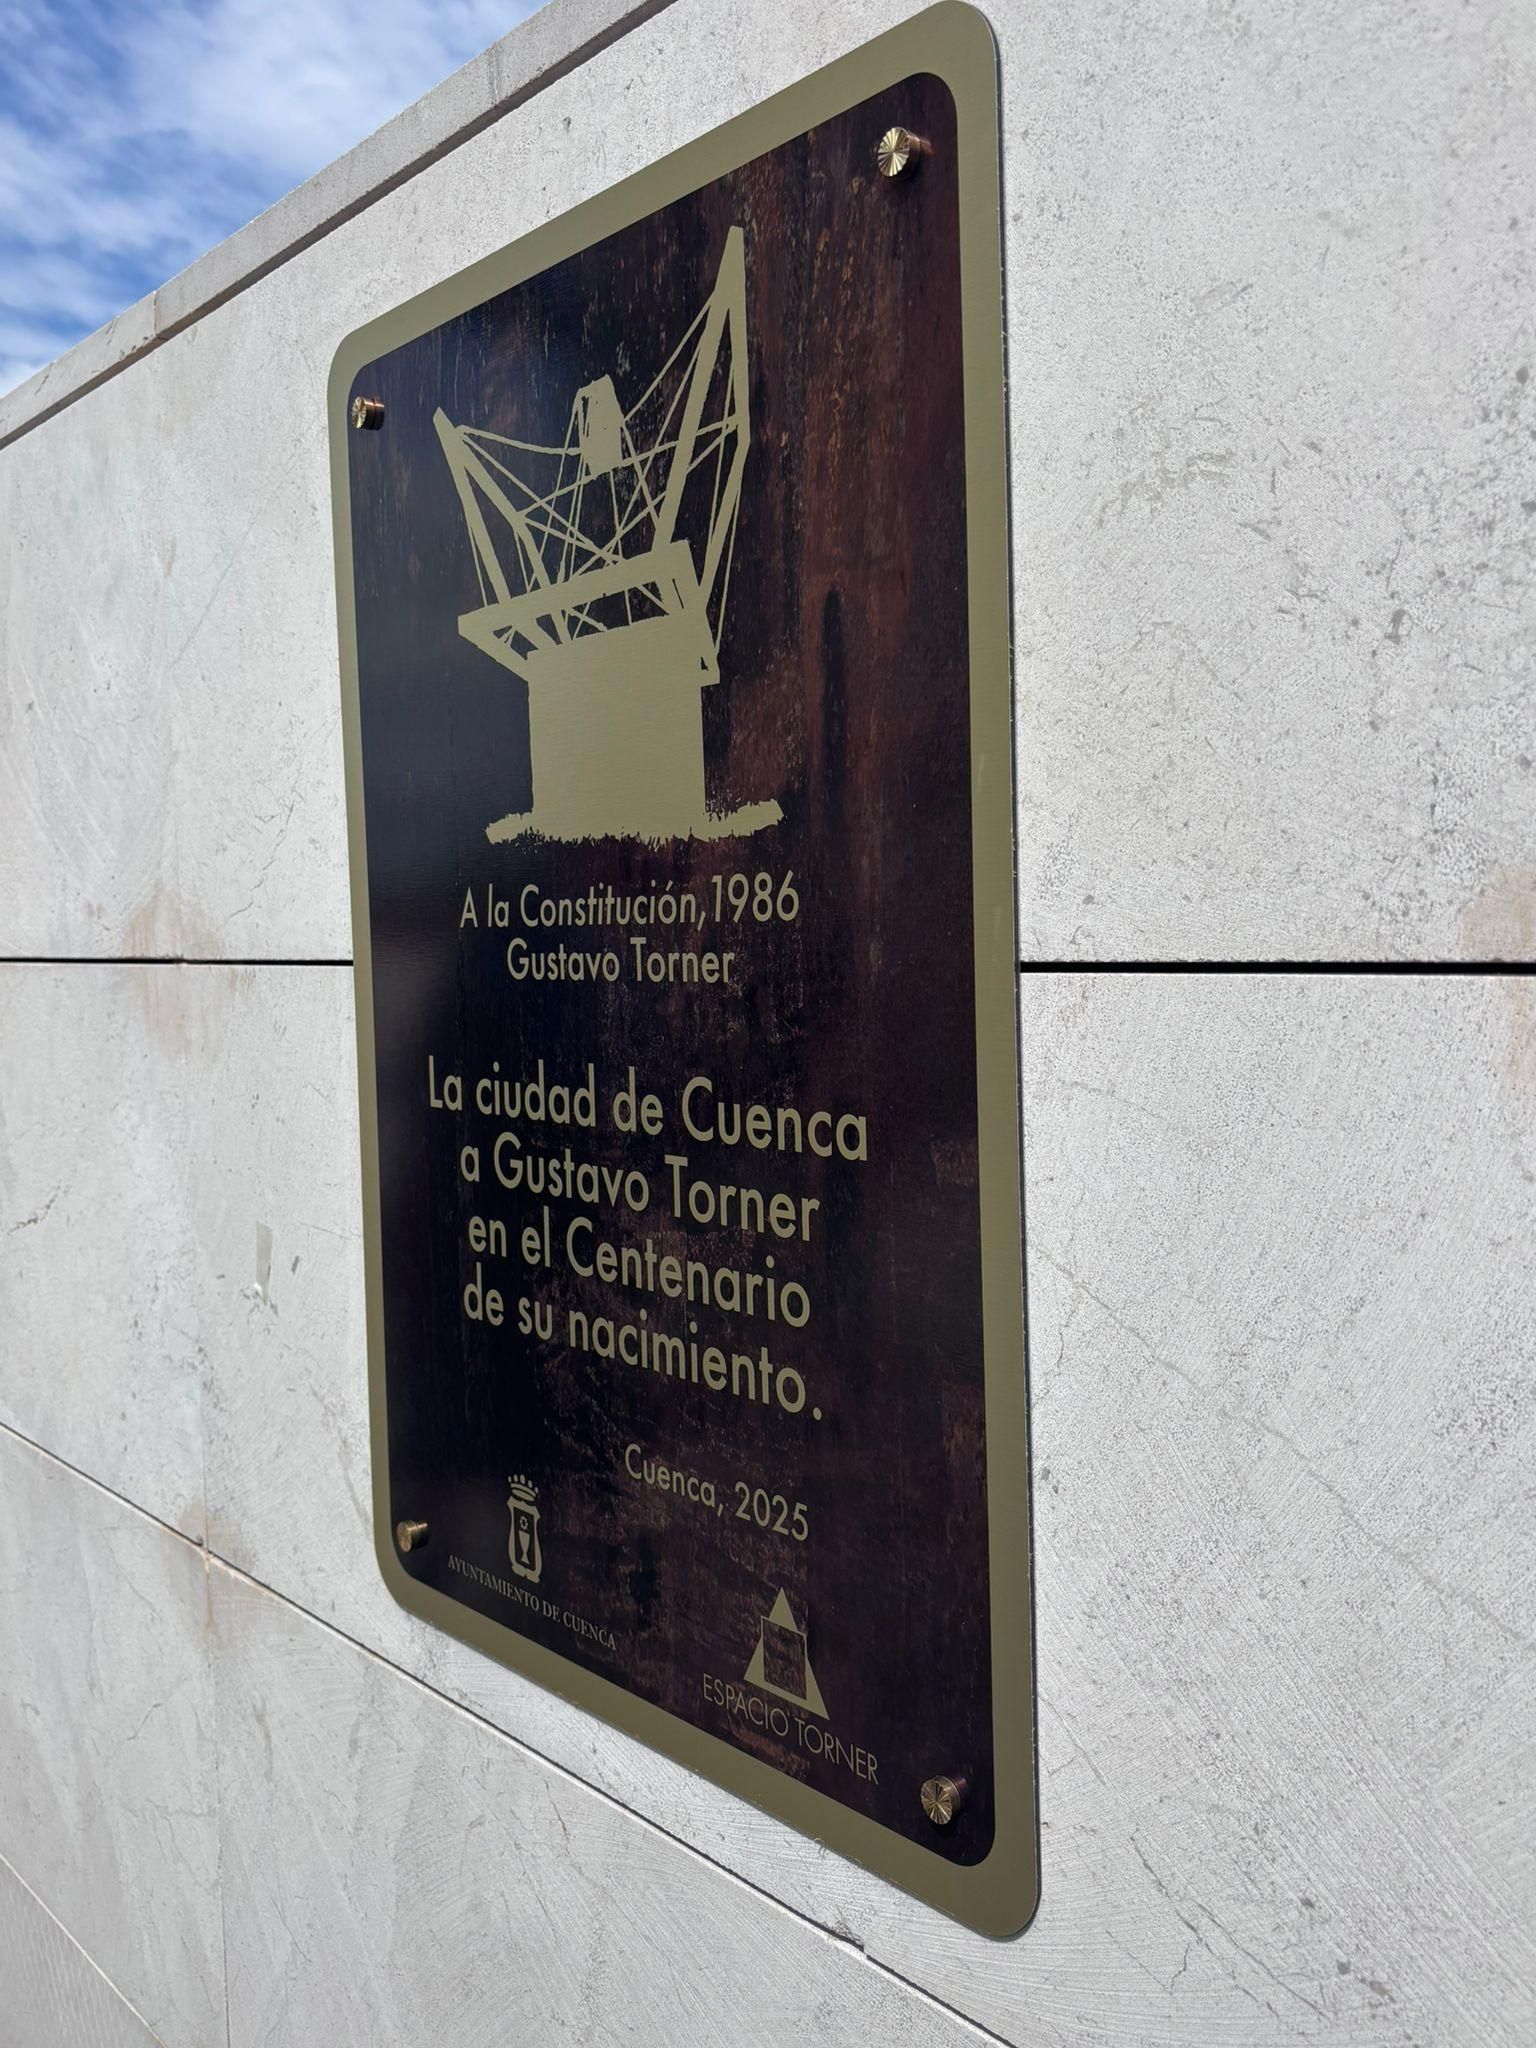 A la Constitución, 1986
Gustavo Torner
La ciudad de Cuenca
a Gustavo Torner
en el Centenario
de su nacimiento.
Cuenca, 2025
AYUNTAMIENTO DE CUENCA
ESPACIO TORNER